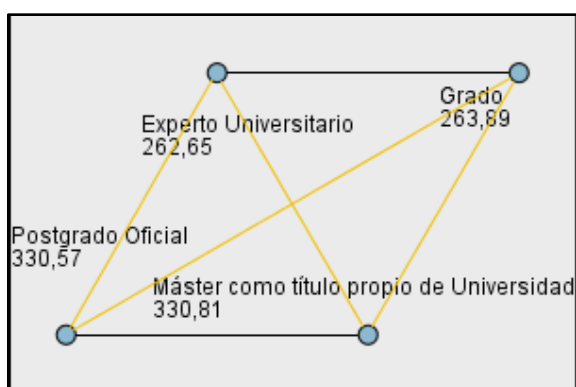 Grado
263,89
Experto Universitario
262,65
Postgrado Oficial
330,57
Máster como título propio de Universidad
330,81